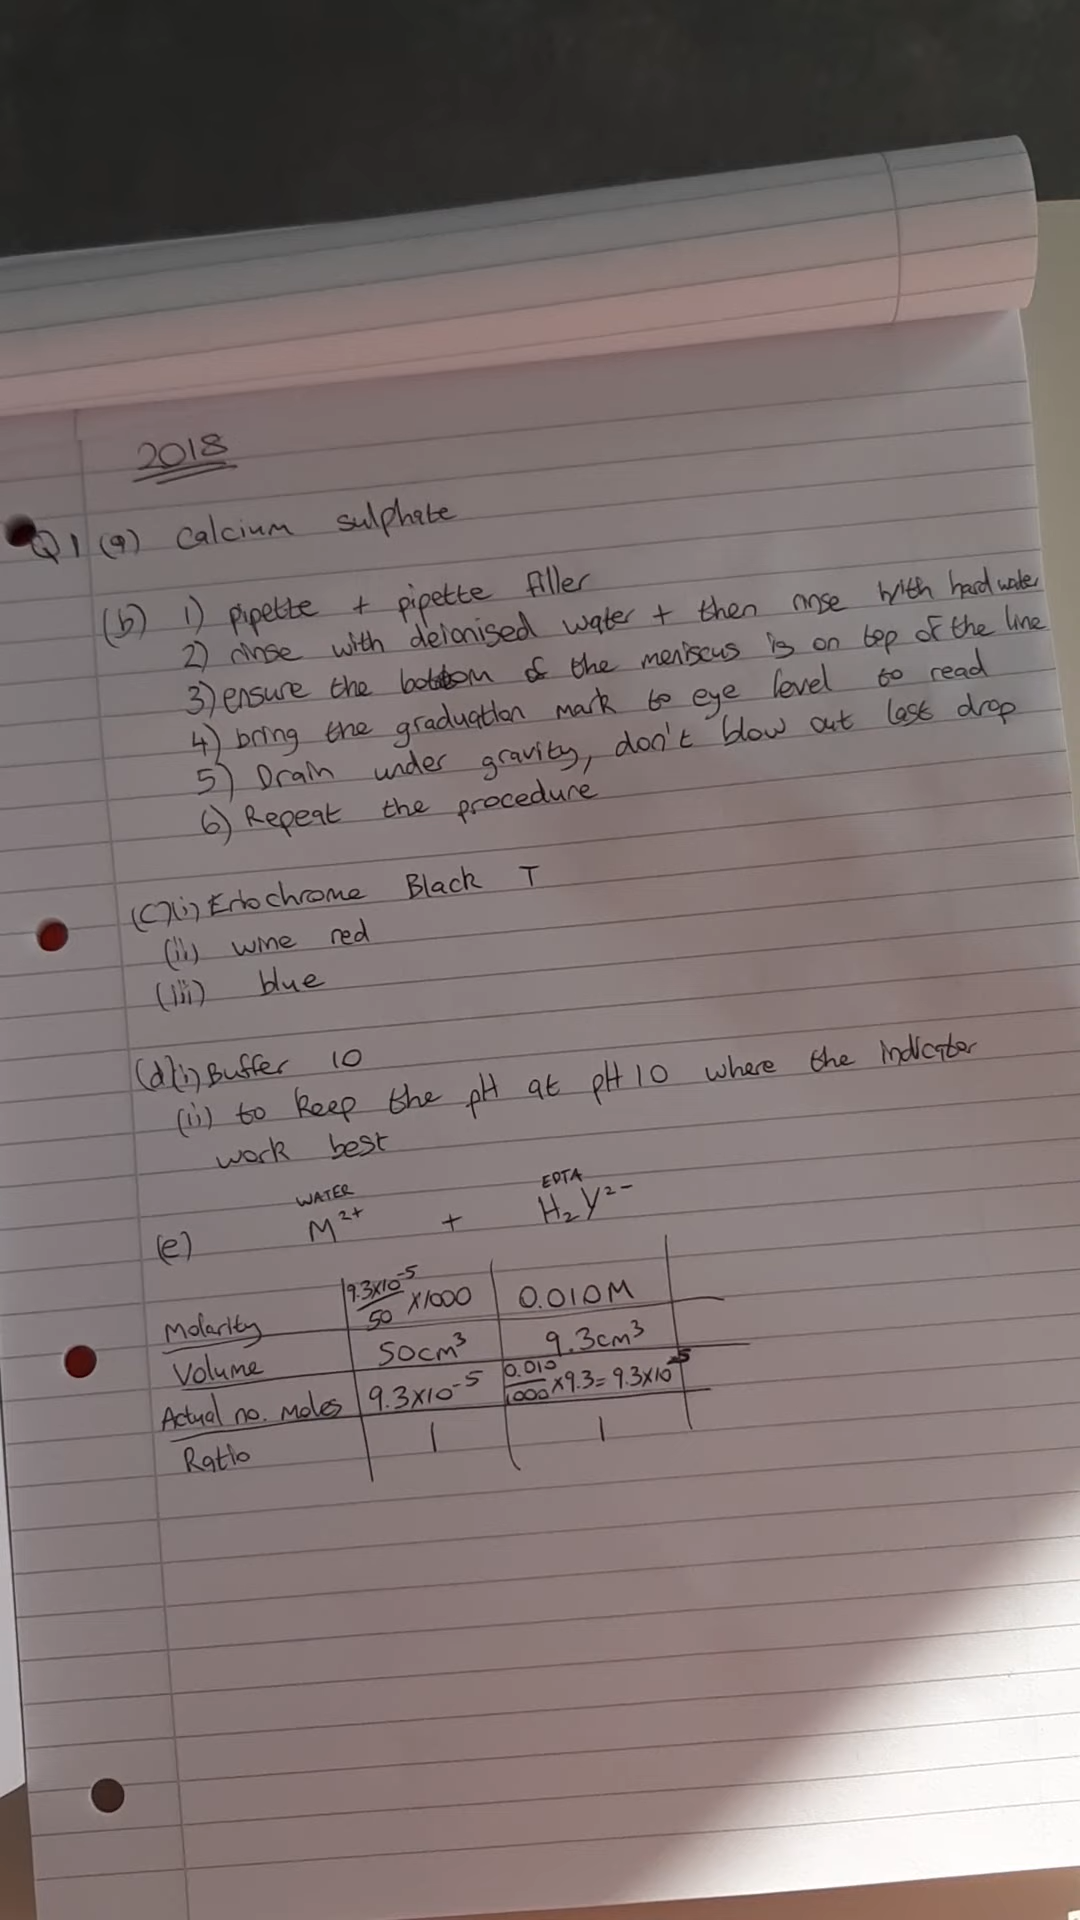 2018
Q1 (a) Calcium sulphate
(b) 1) pipette + pipette filler
2) rinse with deionised water + then rinse with hard water
3) ensure the bottom of the meniscus is on top of the line
4) bring the graduation mark to eye level to read
5) Drain under gravity, don't blow out last drop
6) Repeat the procedure
(c)(i) Eriochrome Black T
(ii) wine red
(iii) blue
(d)(i) Buffer 10
(ii) to keep the pH at pH 10 where the indicator
work best
WATER EDTA
(e) M²⁺ + H₂Y²⁻
Molarity 9.3x10⁻⁵/50 x1000 0.010M
Volume 50cm³ 9.3cm³
Actual no. moles 9.3x10⁻⁵ 0.010/1000 x9.3= 9.3x10⁻⁵
Ratio 1 1